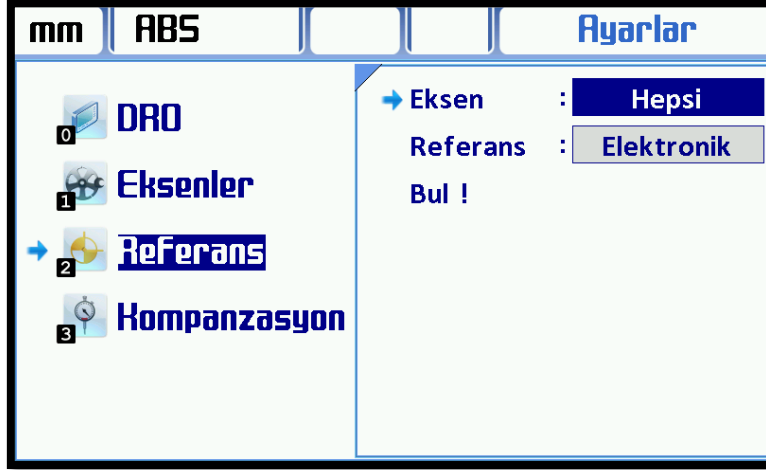 mm ABS Ayarlar
0 DRO
1 Eksenler
2 Referans
3 Kompanzasyon
Eksen : Hepsi
Referans : Elektronik
Bul !